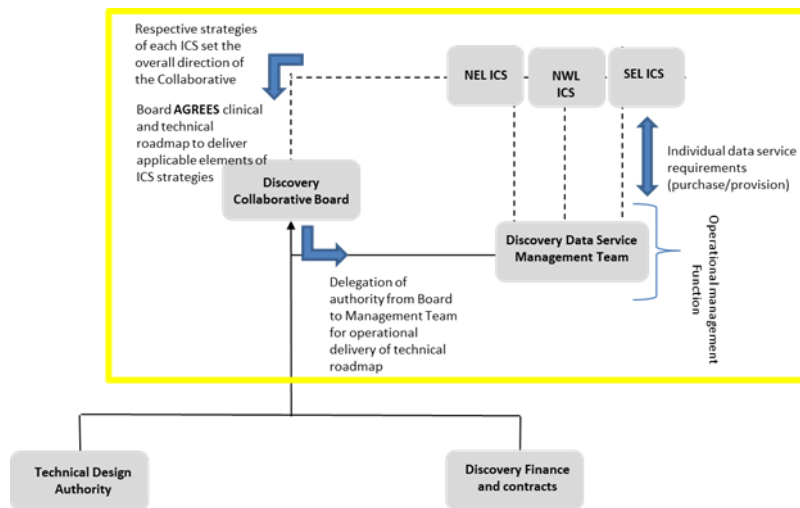 Respective strategies
of each ICS set the
overall direction of
the Collaborative
Board AGREES clinical
and technical
roadmap to deliver
applicable elements of
ICS strategies
NEL ICS
NWL
ICS
SEL ICS
Individual data service
requirements
(purchase/provision)
Discovery
Collaborative Board
Discovery Data Service
Management Team
Operational management
Function
Delegation of
authority from Board
to Management Team
for operational
delivery of technical
roadmap
Technical Design
Authority
Discovery Finance
and contracts